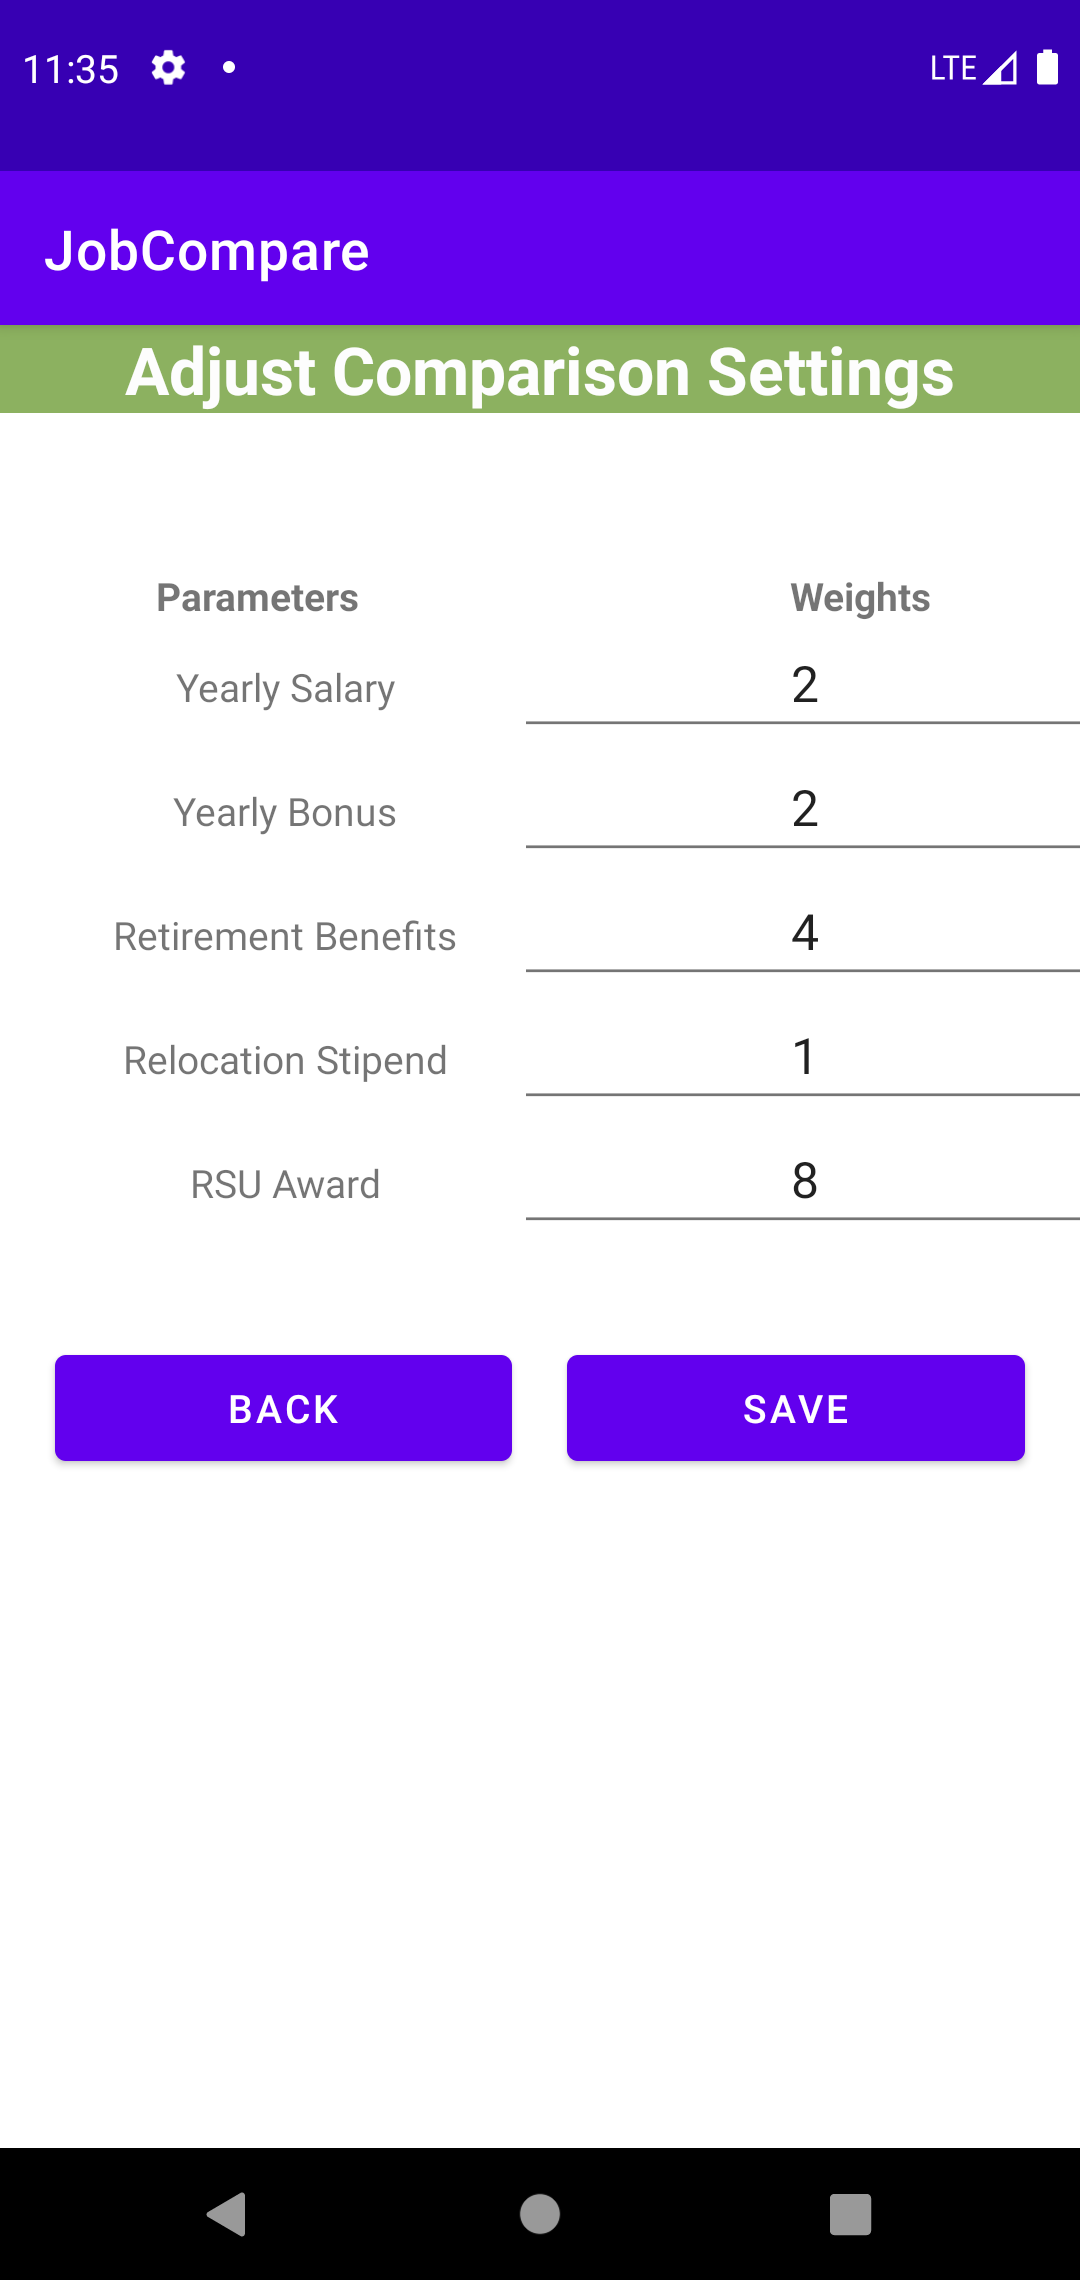 11:35 LTE
JobCompare
Adjust Comparison Settings
Parameters Weights
Yearly Salary 2
Yearly Bonus 2
Retirement Benefits 4
Relocation Stipend 1
RSU Award 8
BACK SAVE